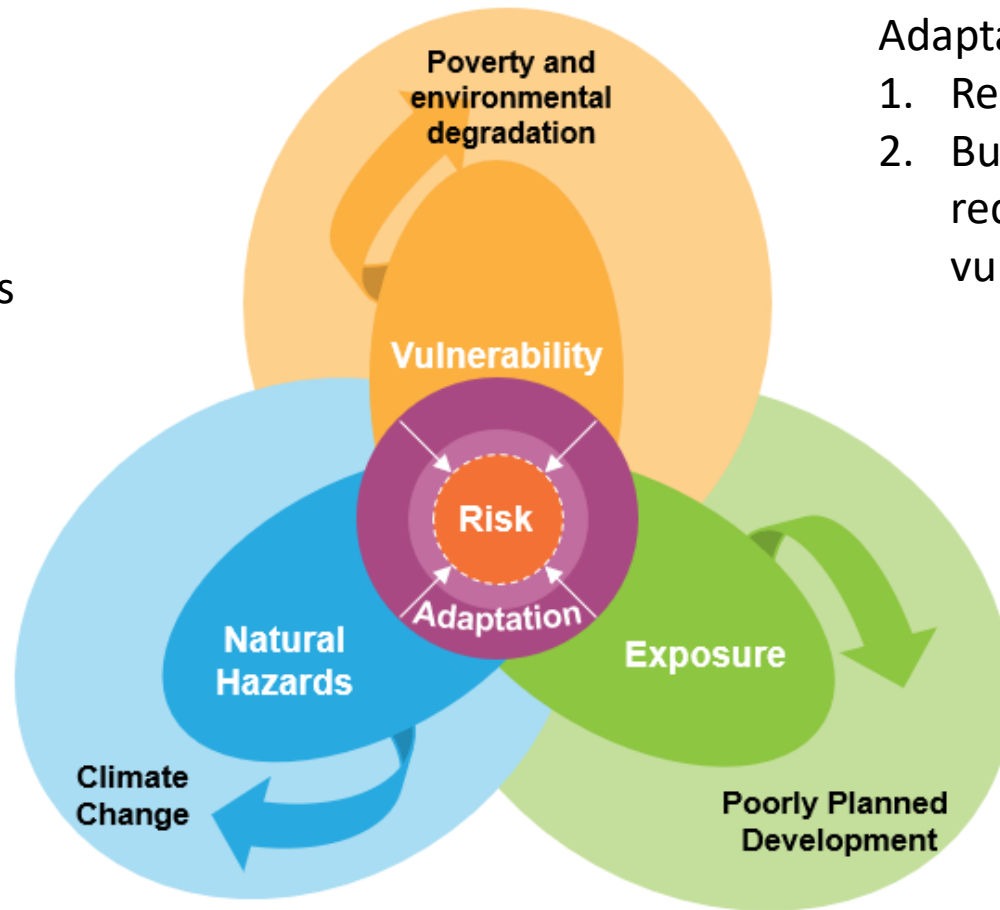 Poverty and
environmental
degradation
Adapta
1. Re
2. Bu
red
vu
s
Vulnerability
Risk
Adaptation
Natural
Hazards
Exposure
Climate
Change
Poorly Planned
Development